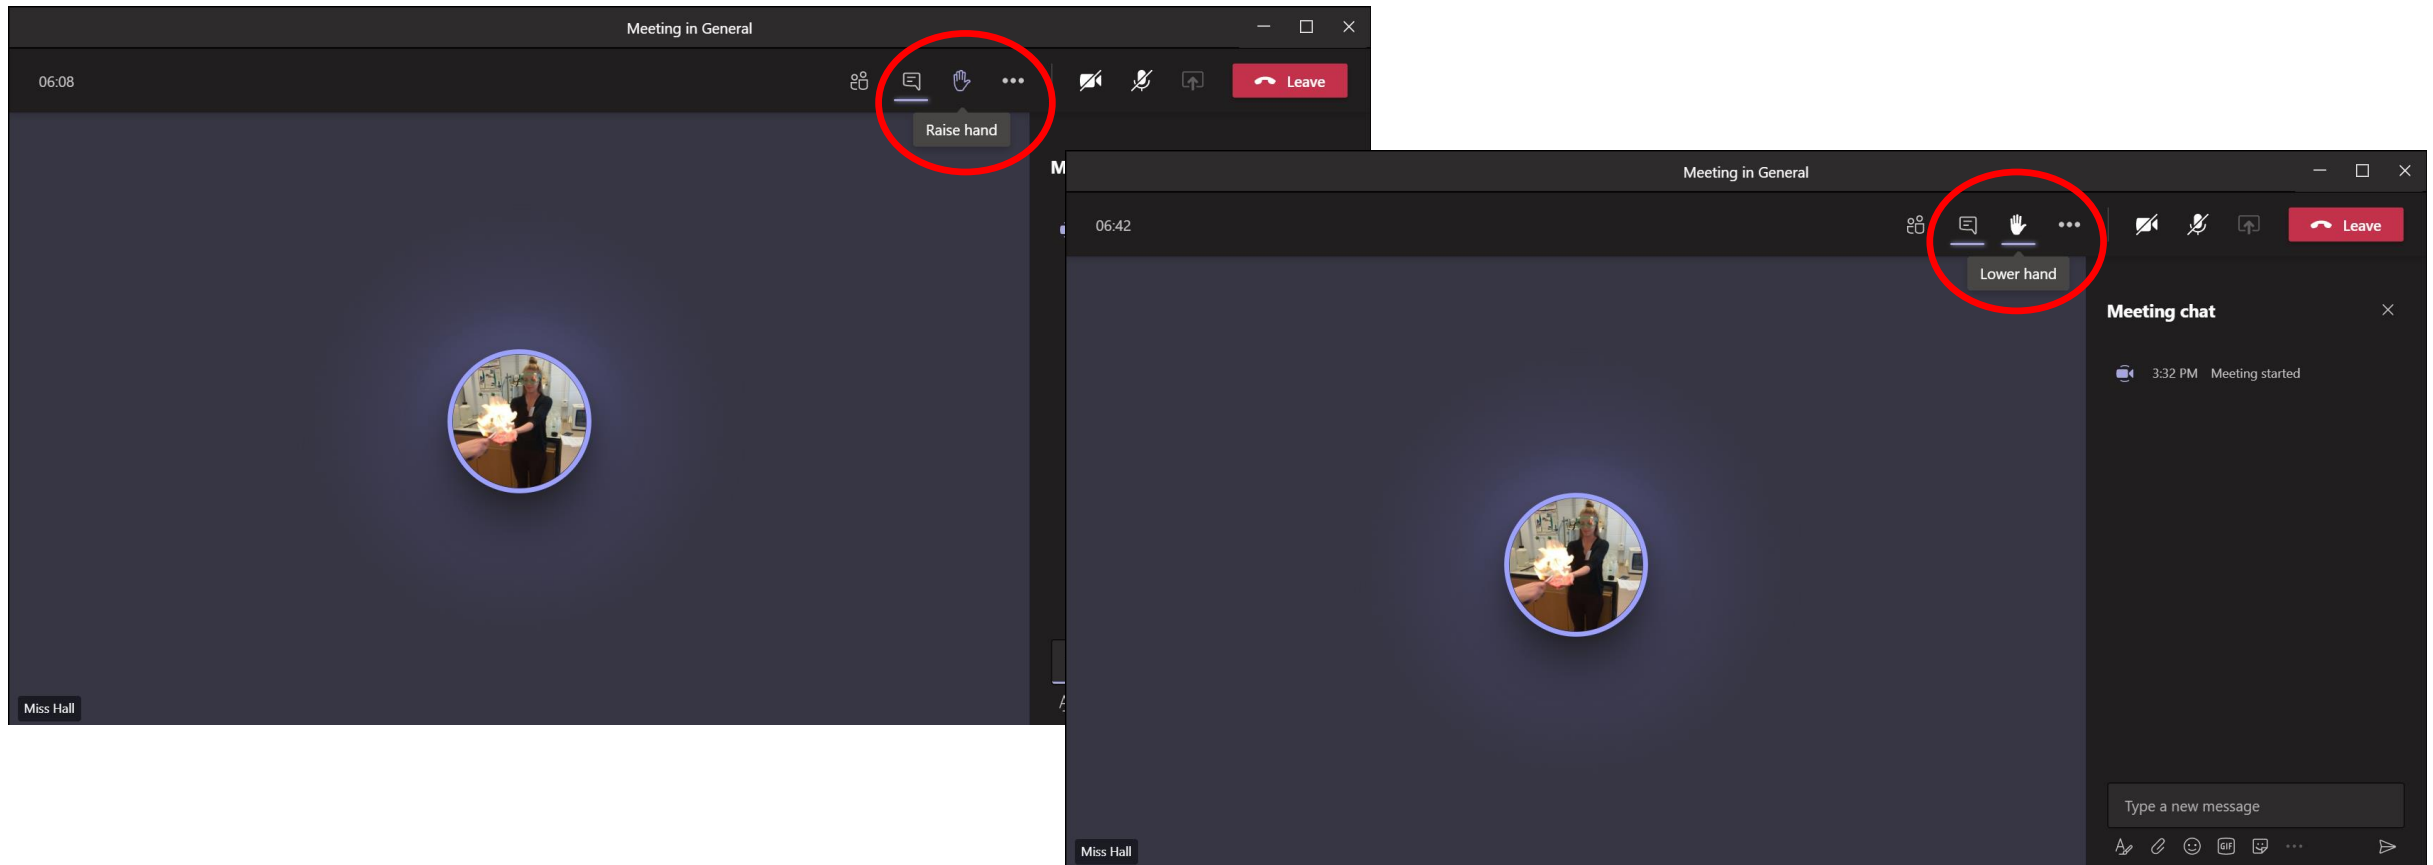 Meeting in General
06:08
Leave
Raise hand
M
Miss Hall
Meeting in General
06:42
Leave
Lower hand
Meeting chat
3:32 PM Meeting started
Type a new message
GIF
Miss Hall